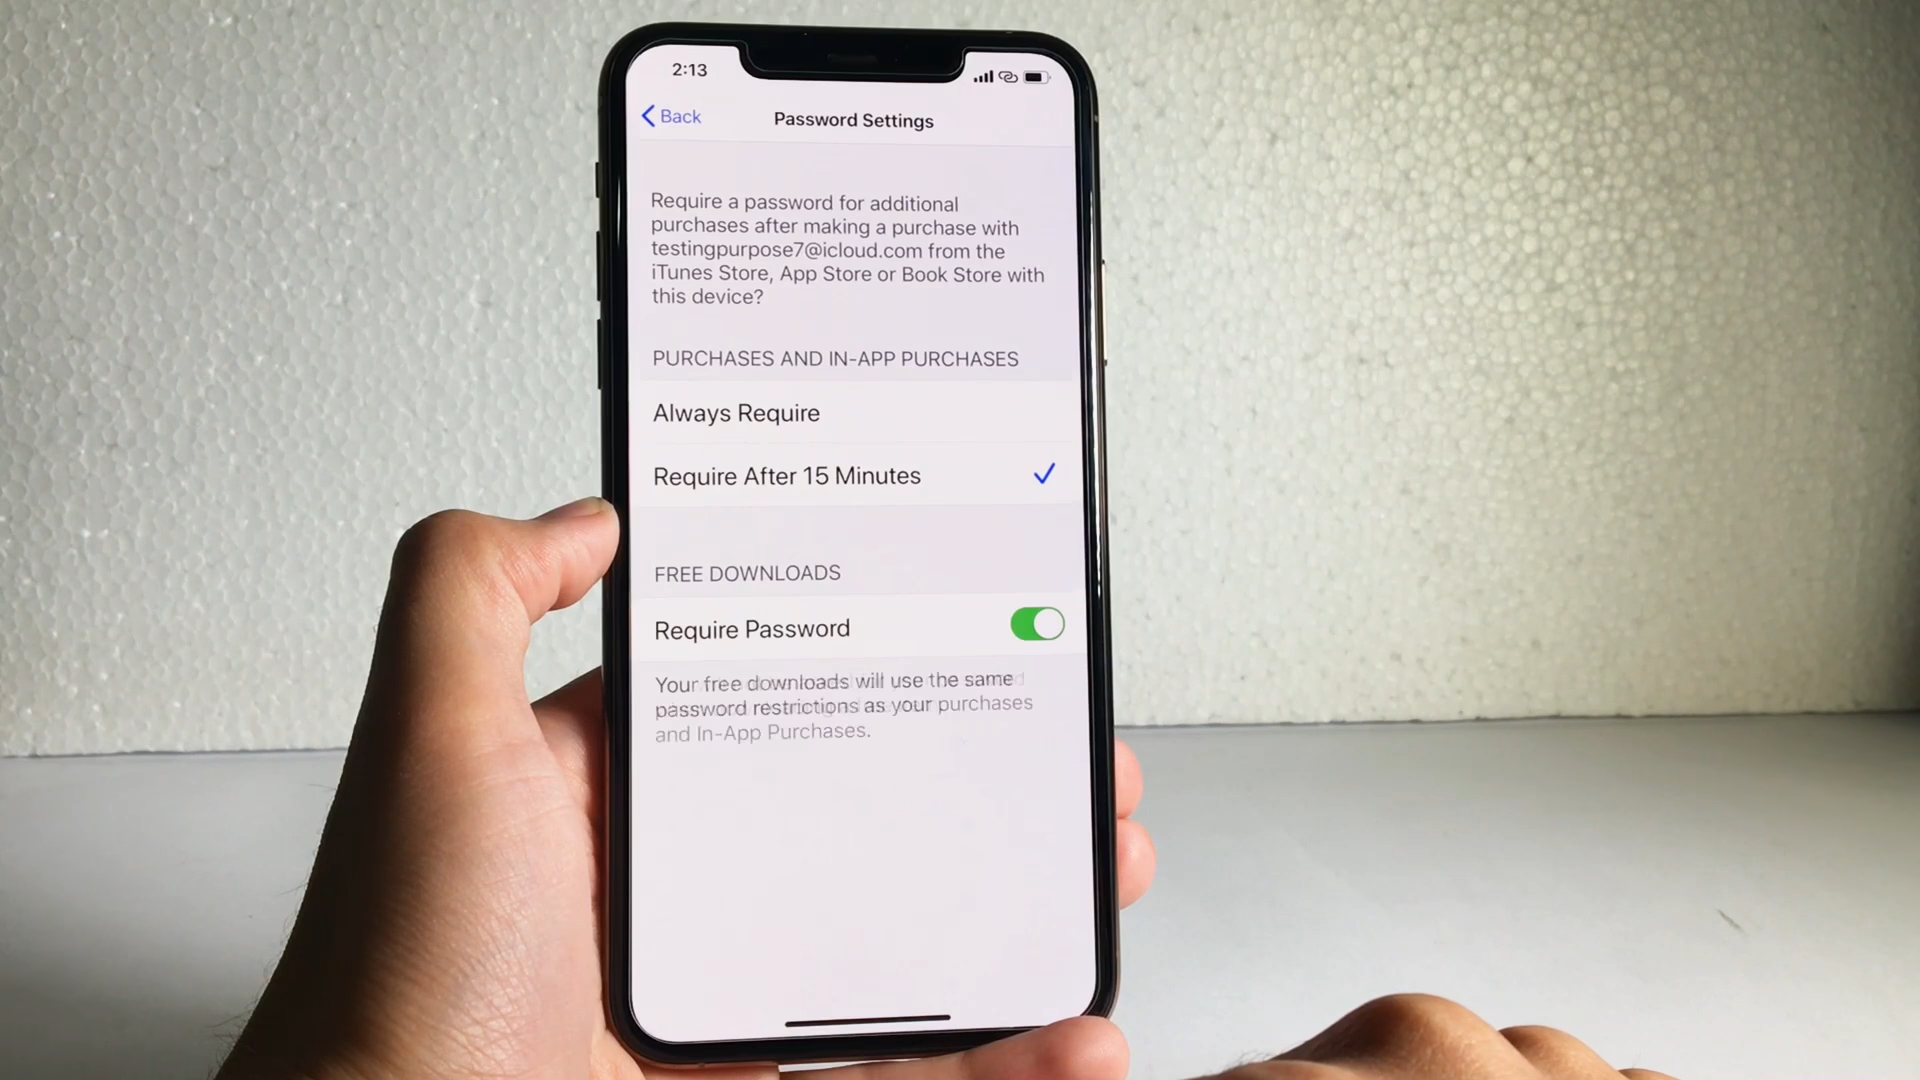 2:13
Back
Password Settings
Require a password for additional
purchases after making a purchase with
testingpurpose7@icloud.com from the
iTunes Store, App Store or Book Store with
this device?
PURCHASES AND IN-APP PURCHASES
Always Require
Require After 15 Minutes
FREE DOWNLOADS
Require Password
Your free downloads will use the same
password restrictions as your purchases
and In-App Purchases.